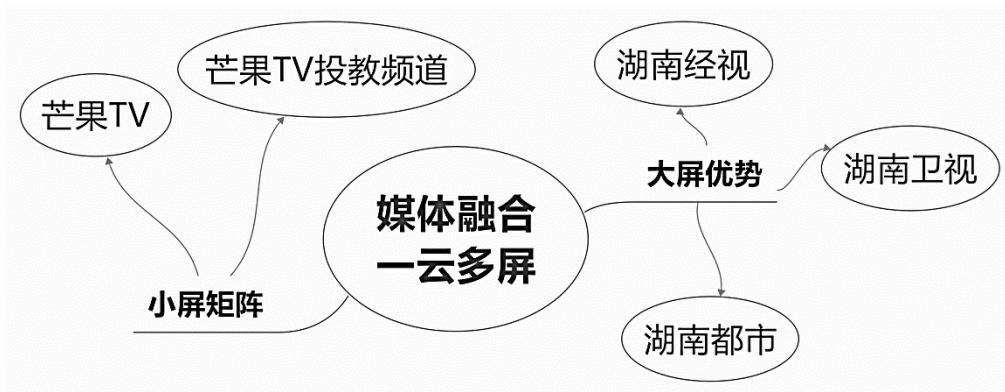 芒果TV投教频道
芒果TV
湖南经视
大屏优势
湖南卫视
媒体融合
一云多屏
小屏矩阵
湖南都市